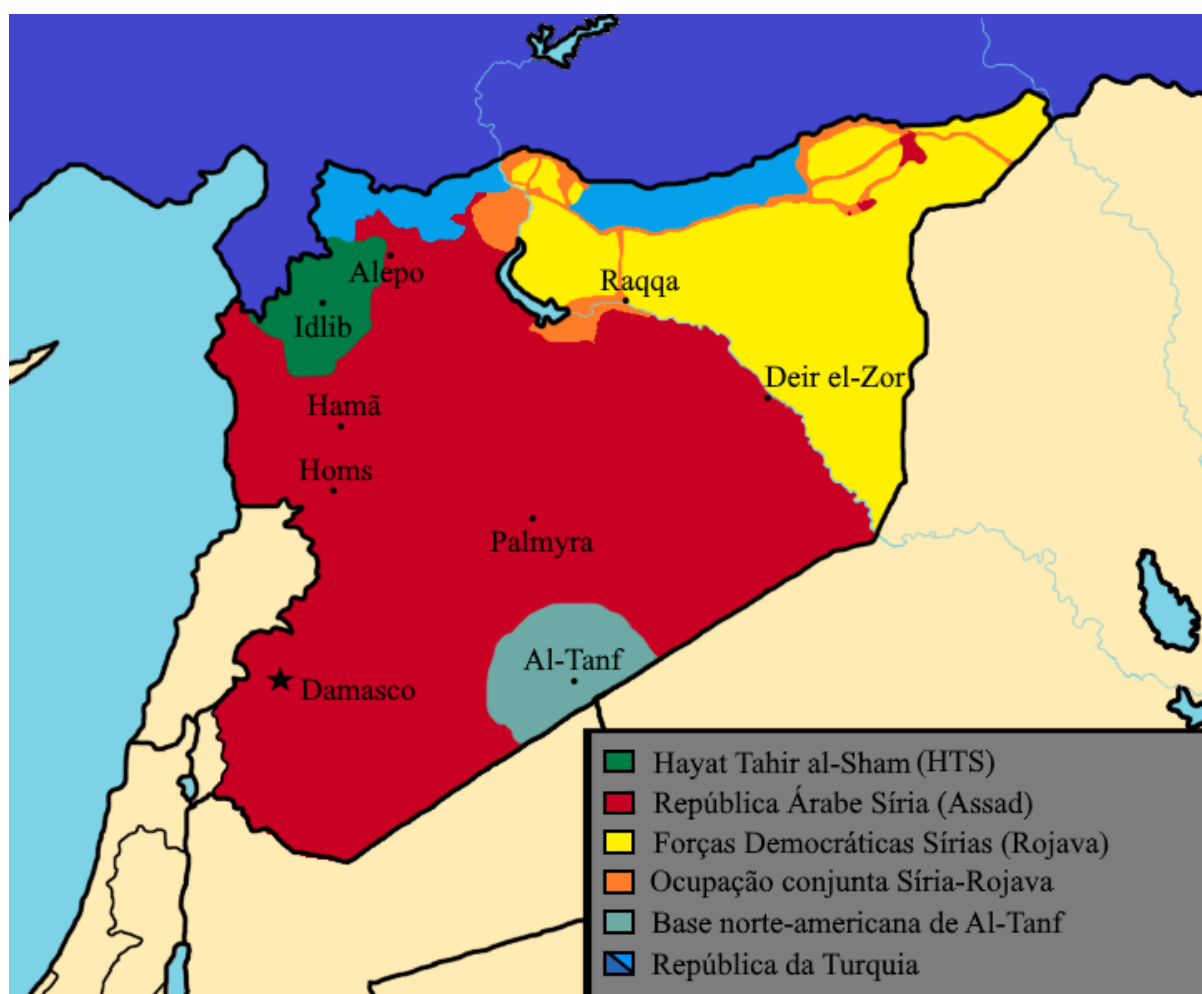 Alepo
Raqqa
Idlib
Deir el-Zor
Hamã
Homs
Palmyra
Al-Tanf
Damasco
Hayat Tahir al-Sham (HTS)
República Árabe Síria (Assad)
Forças Democráticas Sírias (Rojava)
Ocupação conjunta Síria-Rojava
Base norte-americana de Al-Tanf
República da Turquia